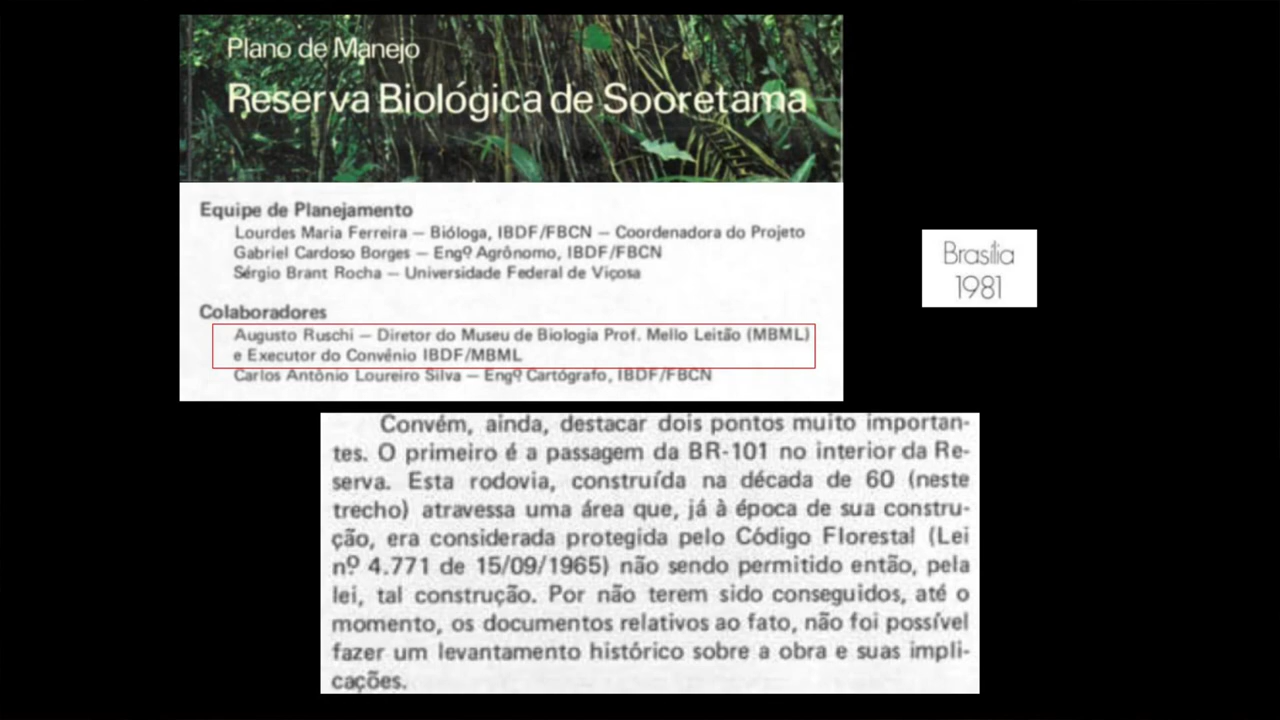 Plano de Manejo
Reserva Biológica de Sooretama
Equipe de Planejamento
Lourdes Maria Ferreira — Bióloga, IBDF/FBCN — Coordenadora do Projeto
Gabriel Cardoso Borges — Engº Agrônomo, IBDF/FBCN
Sérgio Brant Rocha — Universidade Federal de Viçosa
Colaboradores
Augusto Ruschi — Diretor do Museu de Biologia Prof. Mello Leitão (MBML)
e Executor do Convênio IBDF/MBML
Carlos Antônio Loureiro Silva — Engº Cartógrafo, IBDF/FBCN
Brasília
1981
Convém, ainda, destacar dois pontos muito importan-
tes. O primeiro é a passagem da BR-101 no interior da Re-
serva. Esta rodovia, construída na década de 60 (neste
trecho) atravessa uma área que, já à época de sua constru-
ção, era considerada protegida pelo Código Florestal (Lei
nº 4.771 de 15/09/1965) não sendo permitido então, pela
lei, tal construção. Por não terem sido conseguidos, até o
momento, os documentos relativos ao fato, não foi possível
fazer um levantamento histórico sobre a obra e suas impli-
cações.